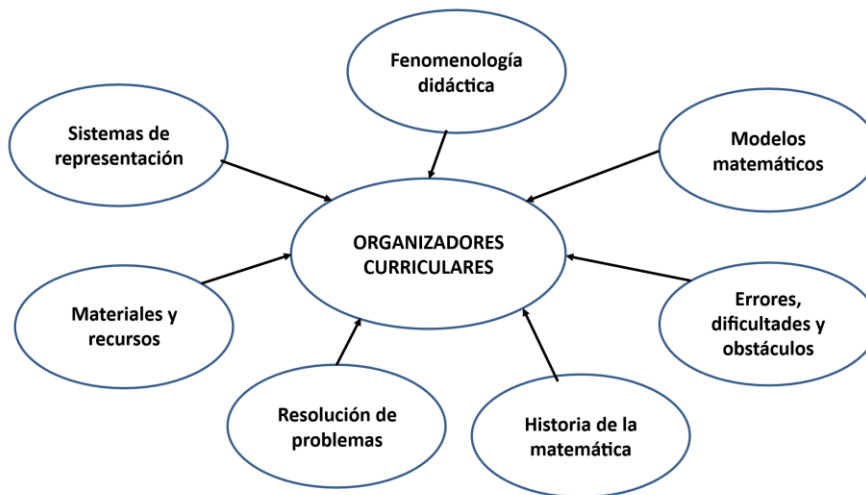 Fenomenología
didáctica
Sistemas de
representación
Modelos
matemáticos
ORGANIZADORES
CURRICULARES
Materiales y
recursos
Errores,
dificultades y
obstáculos
Resolución de
problemas
Historia de la
matemática